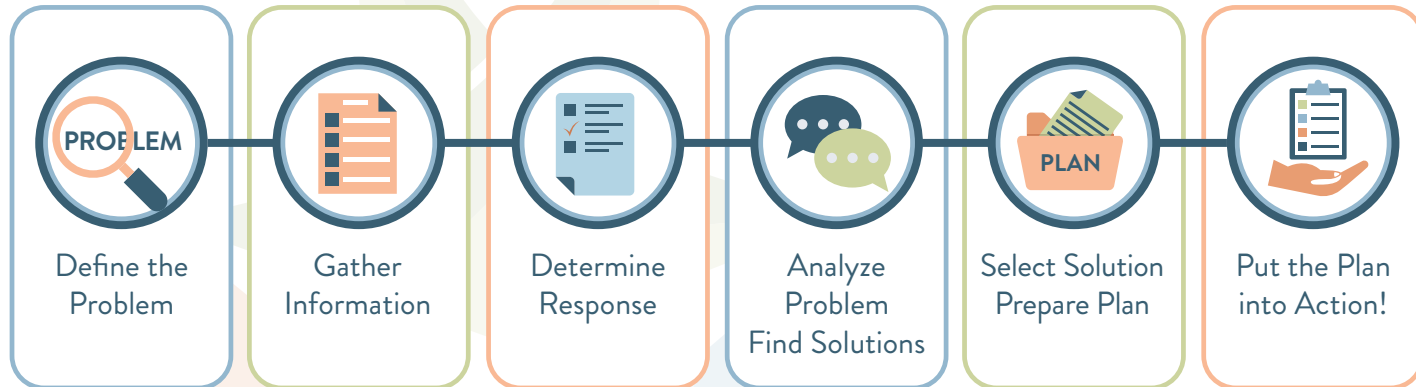 PROBLEM
Define the
Problem
Gather
Information
Determine
Response
Analyze
Problem
Find Solutions
PLAN
Select Solution
Prepare Plan
Put the Plan
into Action!